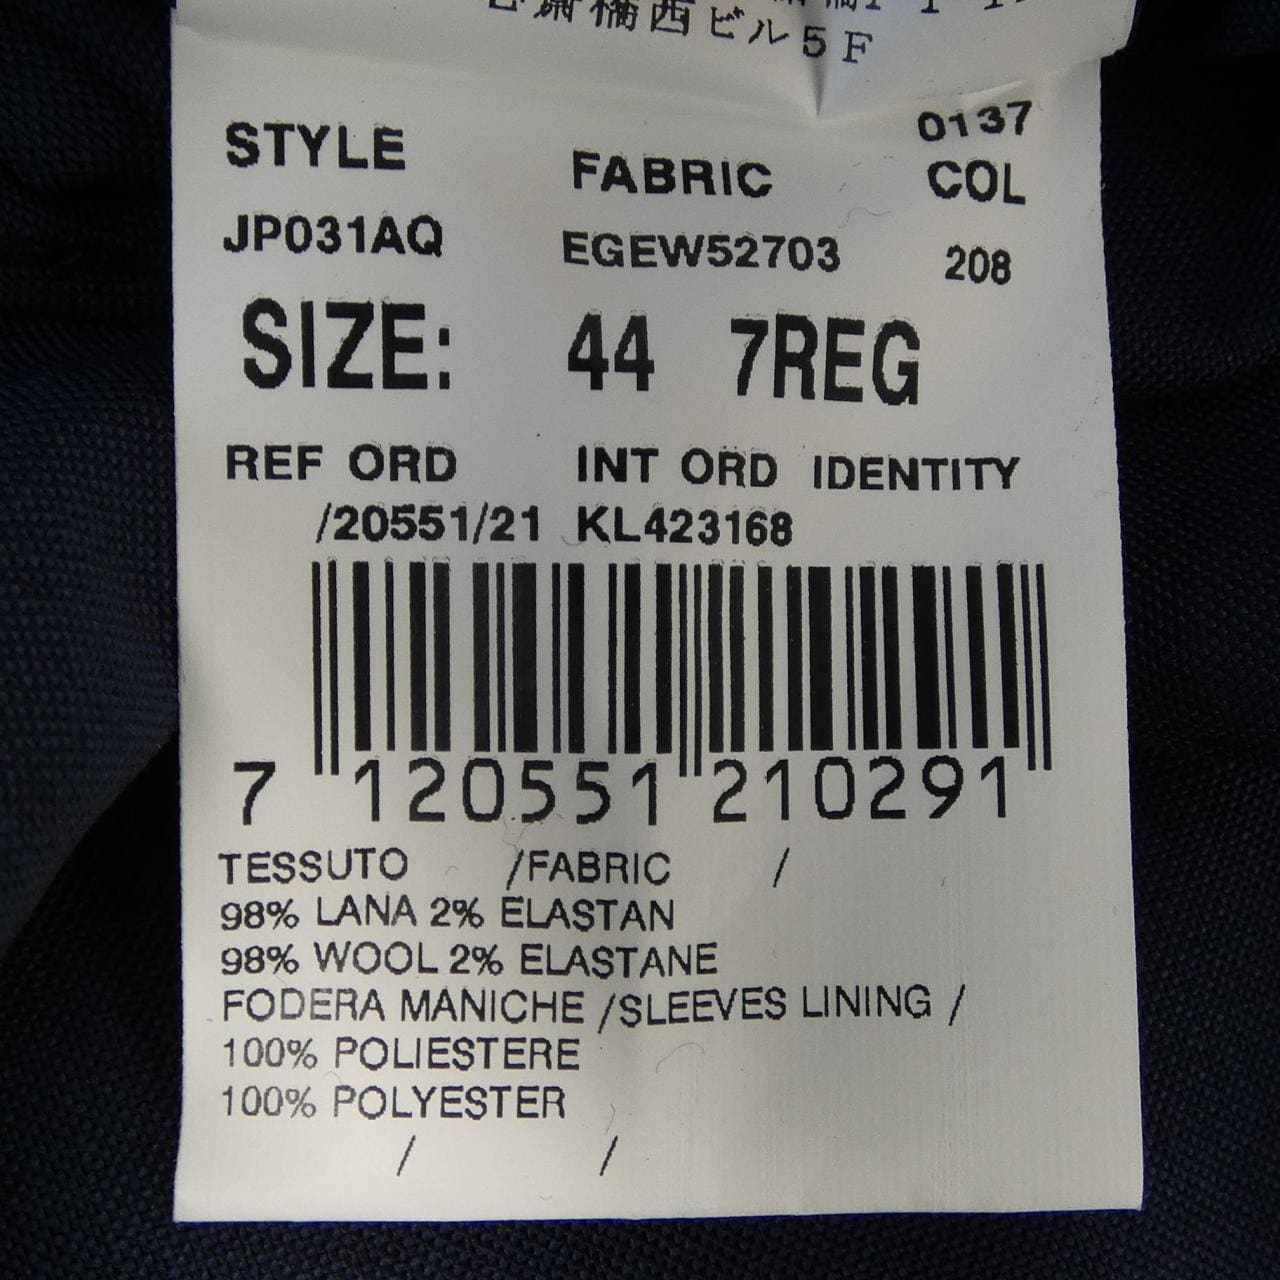 心斎橋西ビル5F
0137
STYLE FABRIC COL
JP031AQ EGEW52703 208
SIZE: 44 7REG
REF ORD INT ORD IDENTITY
/20551/21 KL423168
7 120551 210291
TESSUTO /FABRIC /
98% LANA 2% ELASTAN
98% WOOL 2% ELASTANE
FODERA MANICHE /SLEEVES LINING /
100% POLIESTERE
100% POLYESTER
/ /